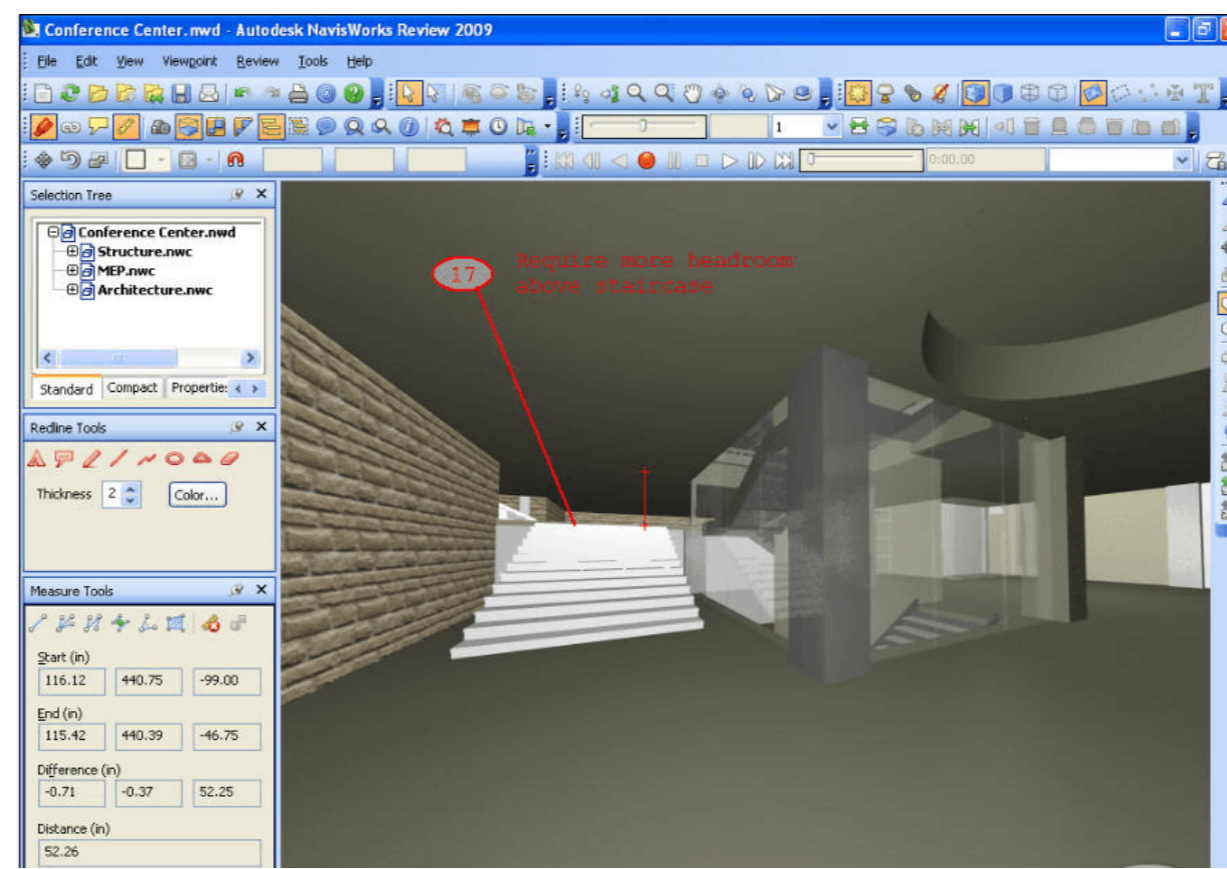 Conference Center.nwd - Autodesk NavisWorks Review 2009
File Edit View Viewpoint Review Tools Help
1
0:00.00
Selection Tree
Conference Center.nwd
Structure.nwc
MEP.nwc
Architecture.nwc
Standard Compact Propertie
Redline Tools
Thickness 2 Color...
Measure Tools
Start (in)
116.12 440.75 -99.00
End (in)
115.42 440.39 -46.75
Difference (in)
-0.71 -0.37 52.25
Distance (in)
52.26
17
Require more headroom
above staircase